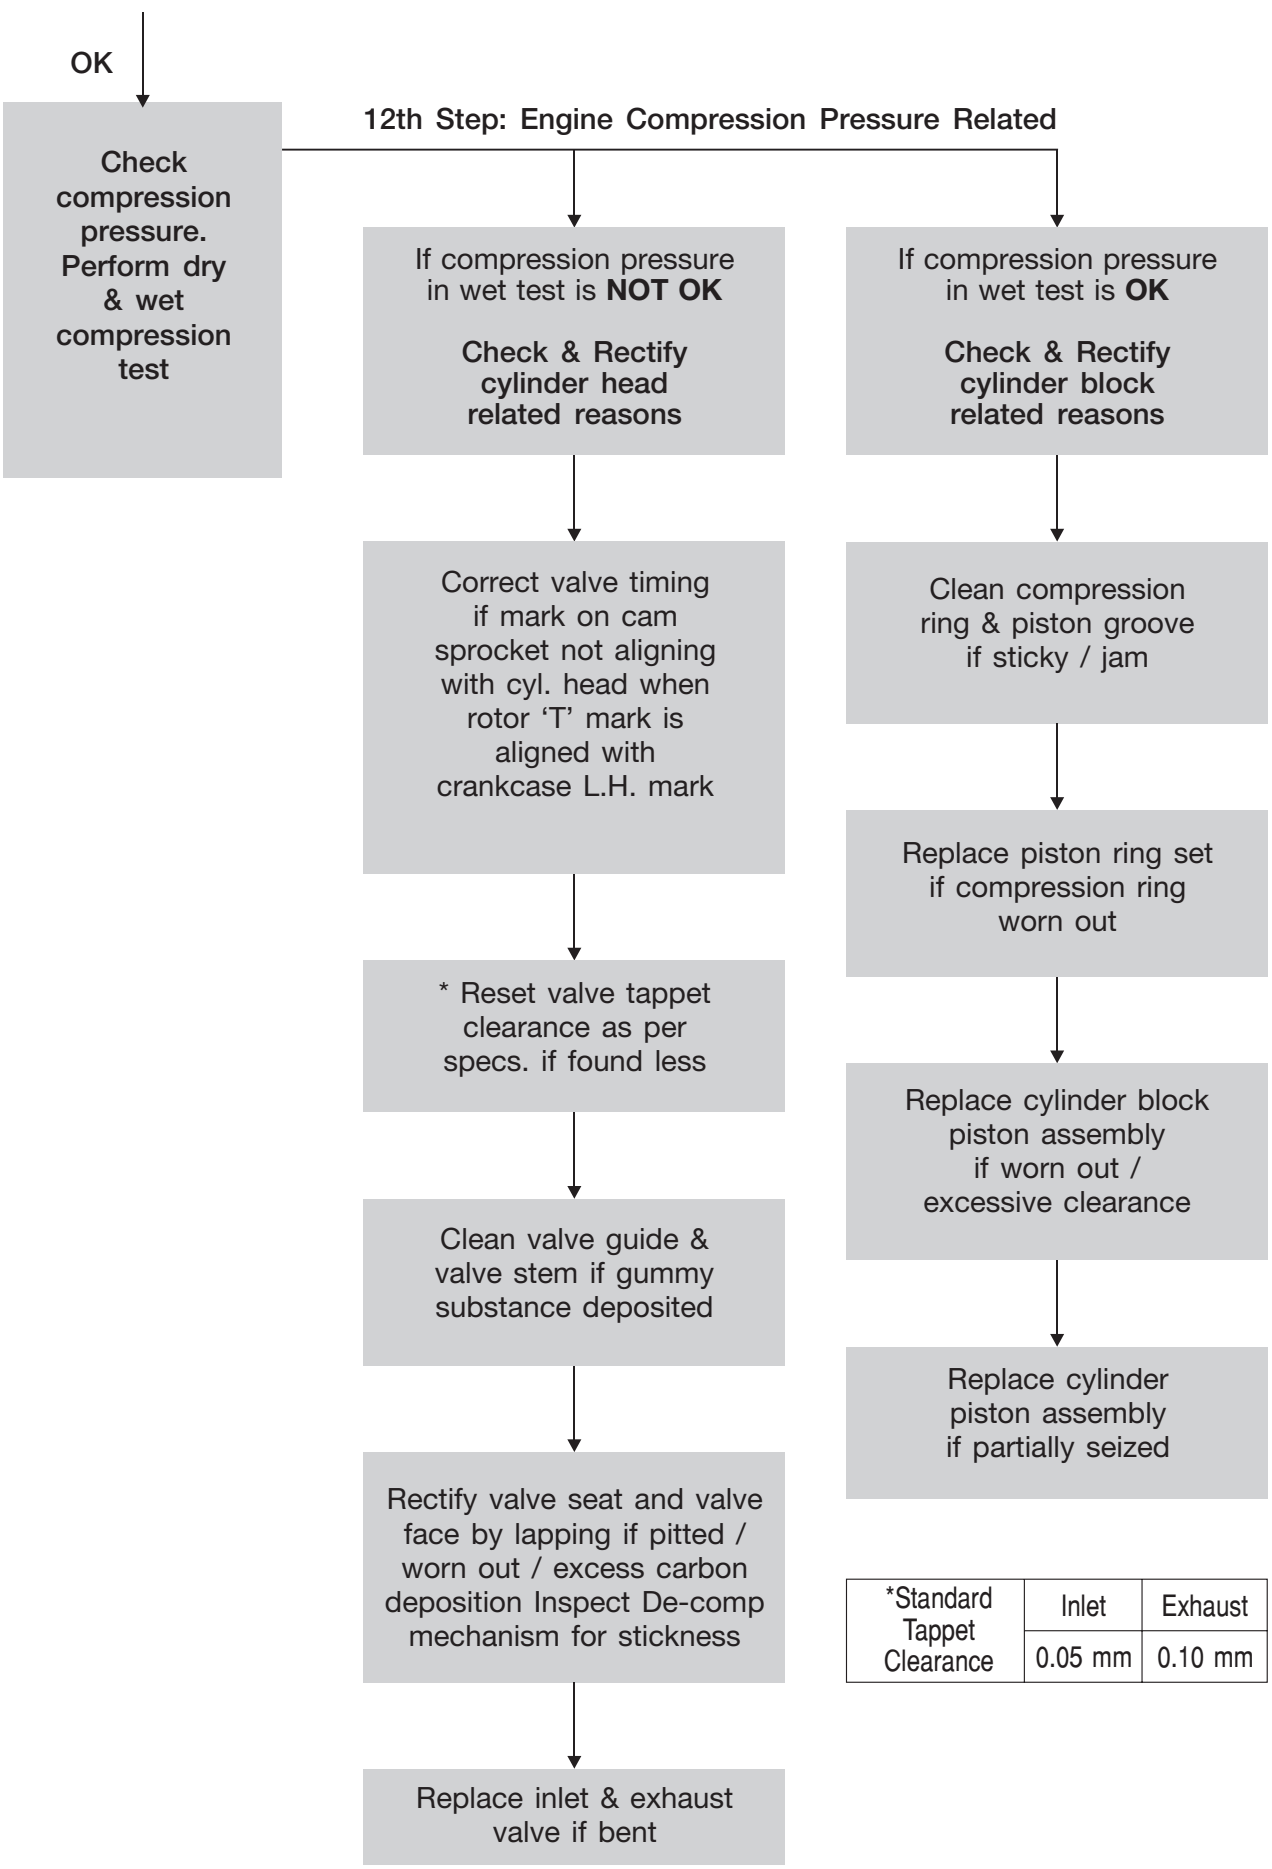 OK
12th Step: Engine Compression Pressure Related
Check
compression
pressure.
Perform dry
& wet
compression
test
If compression pressure
in wet test is NOT OK
Check & Rectify
cylinder head
related reasons
Correct valve timing
if mark on cam
sprocket not aligning
with cyl. head when
rotor ‘T’ mark is
aligned with
crankcase L.H. mark
* Reset valve tappet
clearance as per
specs. if found less
Clean valve guide &
valve stem if gummy
substance deposited
Rectify valve seat and valve
face by lapping if pitted /
worn out / excess carbon
deposition Inspect De-comp
mechanism for stickness
Replace inlet & exhaust
valve if bent
If compression pressure
in wet test is OK
Check & Rectify
cylinder block
related reasons
Clean compression
ring & piston groove
if sticky / jam
Replace piston ring set
if compression ring
worn out
Replace cylinder block
piston assembly
if worn out /
excessive clearance
Replace cylinder
piston assembly
if partially seized
*Standard
Tappet
Clearance
Inlet Exhaust
0.05 mm 0.10 mm